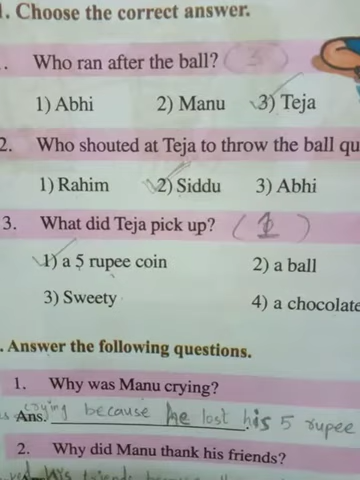 1. Choose the correct answer.
. Who ran after the ball? ( 3 )
1) Abhi 2) Manu 3) Teja
2. Who shouted at Teja to throw the ball qu
1) Rahim 2) Siddu 3) Abhi
3. What did Teja pick up? ( 1 )
1) a 5 rupee coin 2) a ball
3) Sweety 4) a chocolate
. Answer the following questions.
1. Why was Manu crying?
Ans. crying because he lost his 5 rupee
2. Why did Manu thank his friends?
his friends